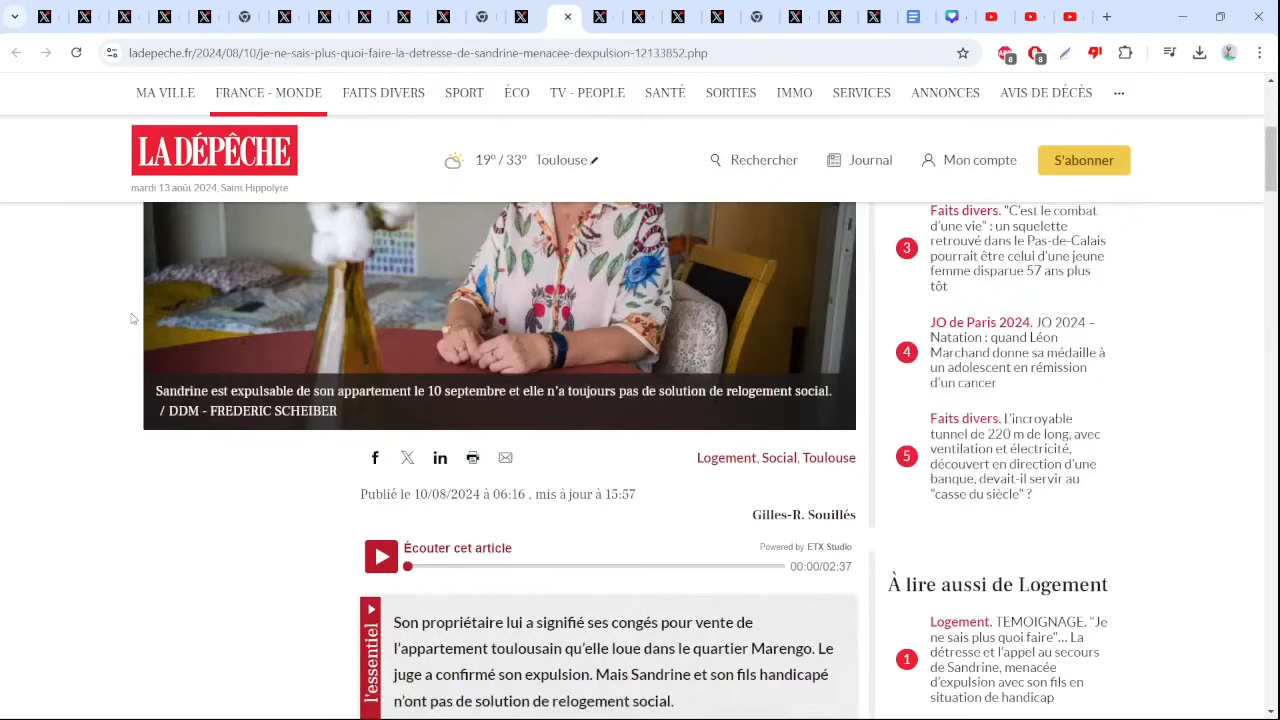 ladepeche.fr/2024/08/10/je-ne-sais-plus-quoi-faire-la-detresse-de-sandrine-menacee-dexpulsion-12133852.php
8
8
MA VILLE FRANCE - MONDE FAITS DIVERS SPORT ÉCO TV - PEOPLE SANTÉ SORTIES IMMO SERVICES ANNONCES AVIS DE DÉCÈS ...
LA DÉPÊCHE
19° / 33° Toulouse
Rechercher
Journal
Mon compte
S'abonner
mardi 13 août 2024, Saint Hippolyte
Sandrine est expulsable de son appartement le 10 septembre et elle n'a toujours pas de solution de relogement social.
/ DDM - FREDERIC SCHEIBER
Logement, Social, Toulouse
Publié le 10/08/2024 à 06:16 , mis à jour à 15:57
Gilles-R. Souillés
Écouter cet article
Powered by ETX Studio
00:00/02:37
l'essentiel
Son propriétaire lui a signifié ses congés pour vente de
l'appartement toulousain qu'elle loue dans le quartier Marengo. Le
juge a confirmé son expulsion. Mais Sandrine et son fils handicapé
n'ont pas de solution de relogement social.
3
Faits divers. "C'est le combat
d'une vie" : un squelette
retrouvé dans le Pas-de-Calais
pourrait être celui d'une jeune
femme disparue 57 ans plus
tôt
4
JO de Paris 2024. JO 2024 –
Natation : quand Léon
Marchand donne sa médaille à
un adolescent en rémission
d'un cancer
5
Faits divers. L'incroyable
tunnel de 220 m de long, avec
ventilation et électricité,
découvert en direction d'une
banque, devait-il servir au
"casse du siècle" ?
À lire aussi de Logement
1
Logement. TEMOIGNAGE. "Je
ne sais plus quoi faire"... La
détresse et l'appel au secours
de Sandrine, menacée
d'expulsion avec son fils en
situation de handicap